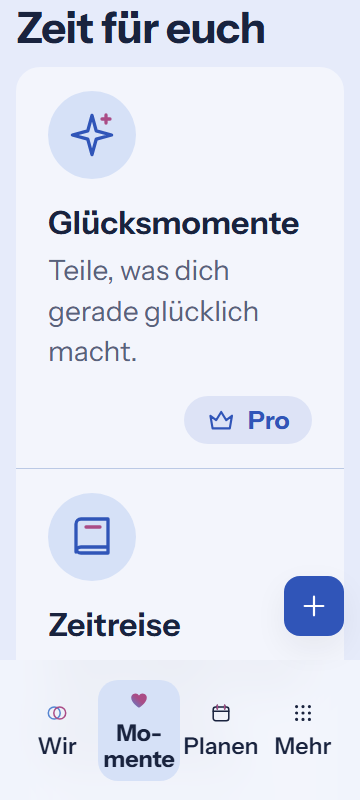 Zeit für euch
Glücksmomente
Teile, was dich
gerade glücklich
macht.
Pro
Zeitreise
Wir
Mo-
mente
Planen
Mehr